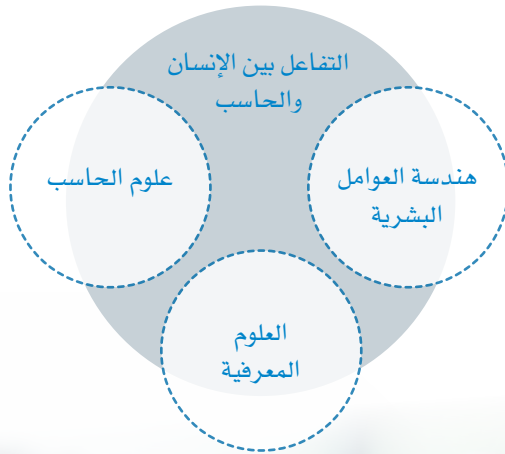 التفاعل بين الإنسان
والحاسب
هندسة العوامل
البشرية
علوم الحاسب
العلوم
المعرفية